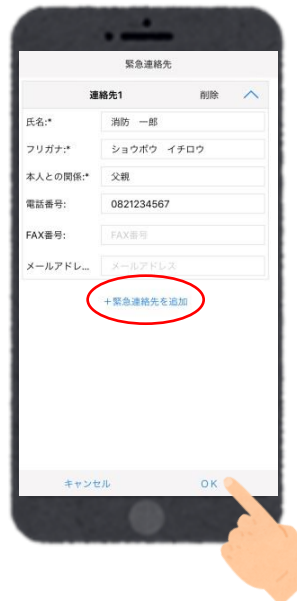 緊急連絡先
連絡先1 削除
氏名:* 消防 一郎
フリガナ:* ショウボウ イチロウ
本人との関係:* 父親
電話番号: 0821234567
FAX番号: FAX番号
メールアドレ... メールアドレス
+緊急連絡先を追加
キャンセル OK